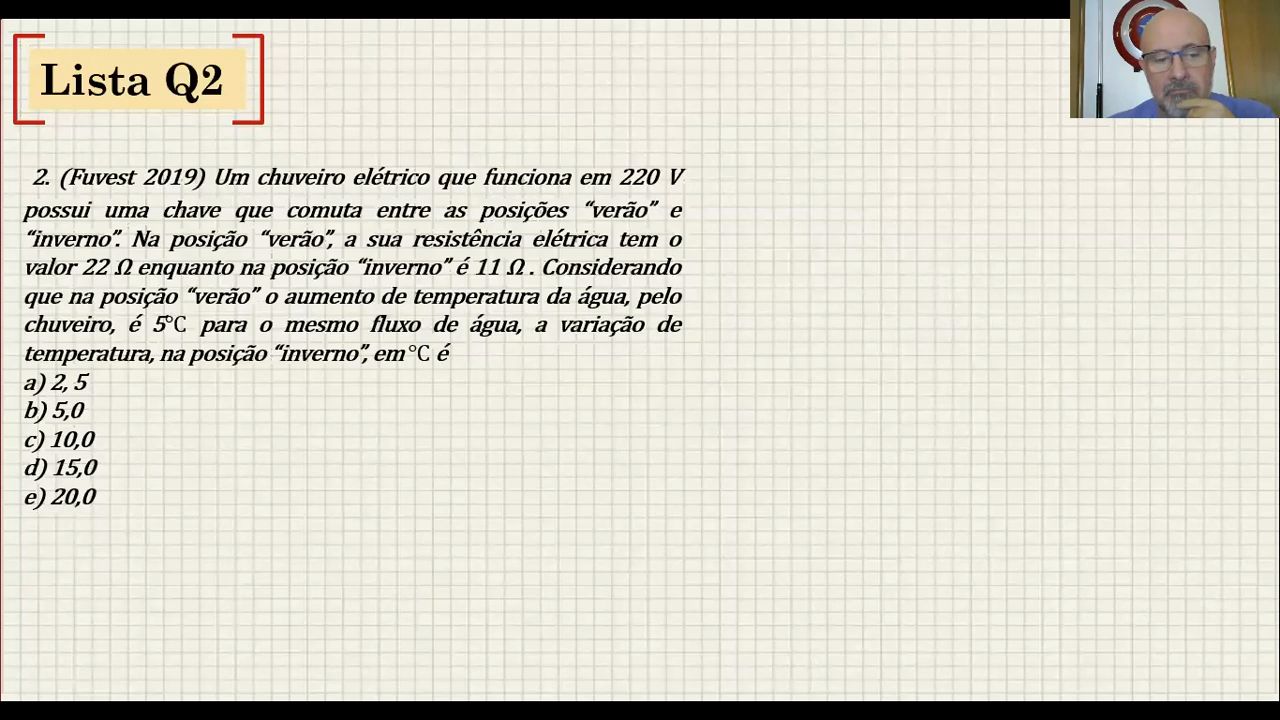 Lista Q2
2. (Fuvest 2019) Um chuveiro elétrico que funciona em 220 V
possui uma chave que comuta entre as posições “verão” e
“inverno”. Na posição “verão”, a sua resistência elétrica tem o
valor 22 Ω enquanto na posição “inverno” é 11 Ω . Considerando
que na posição “verão” o aumento de temperatura da água, pelo
chuveiro, é 5°C para o mesmo fluxo de água, a variação de
temperatura, na posição “inverno”, em °C é
a) 2, 5
b) 5,0
c) 10,0
d) 15,0
e) 20,0